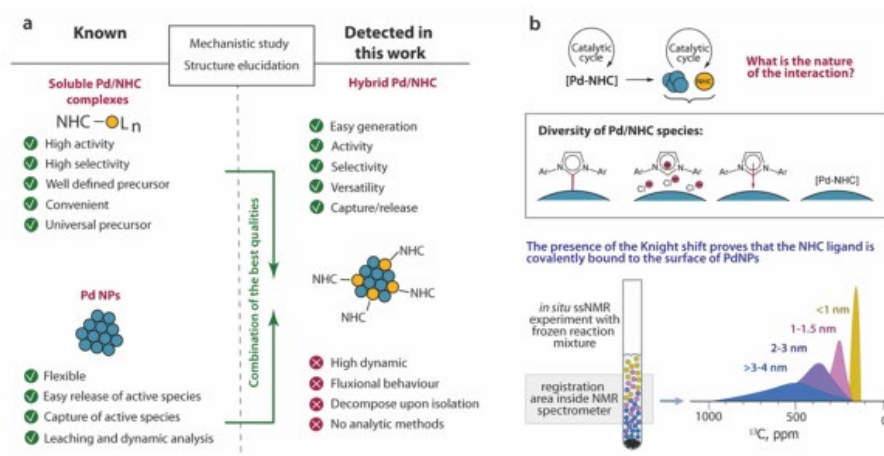 a
Known
Mechanistic study
Structure elucidation
Detected in
this work
Soluble Pd/NHC
complexes
NHC Ln
High activity
High selectivity
Well defined precursor
Convenient
Universal precursor
Pd NPs
Flexible
Easy release of active species
Capture of active species
Leaching and dynamic analysis
Combination of the best qualities
Hybrid Pd/NHC
Easy generation
Activity
Selectivity
Versatility
Capture/release
NHC
NHC
NHC
NHC
High dynamic
Fluxional behaviour
Decompose upon isolation
No analytic methods
b
Catalytic
cycle
Catalytic
cycle
[Pd-NHC]
NHC
What is the nature
of the interaction?
Diversity of Pd/NHC species:
Ar N N Ar
Ar N N Ar
Cl Cl Cl
Ar N N Ar
[Pd-NHC]
The presence of the Knight shift proves that the NHC ligand is
covalently bound to the surface of PdNPs
in situ ssNMR
experiment with
frozen reaction
mixture
registration
area inside NMR
spectrometer
<1 nm
1-1.5 nm
2-3 nm
>3-4 nm
1000 500 0
¹³C, ppm